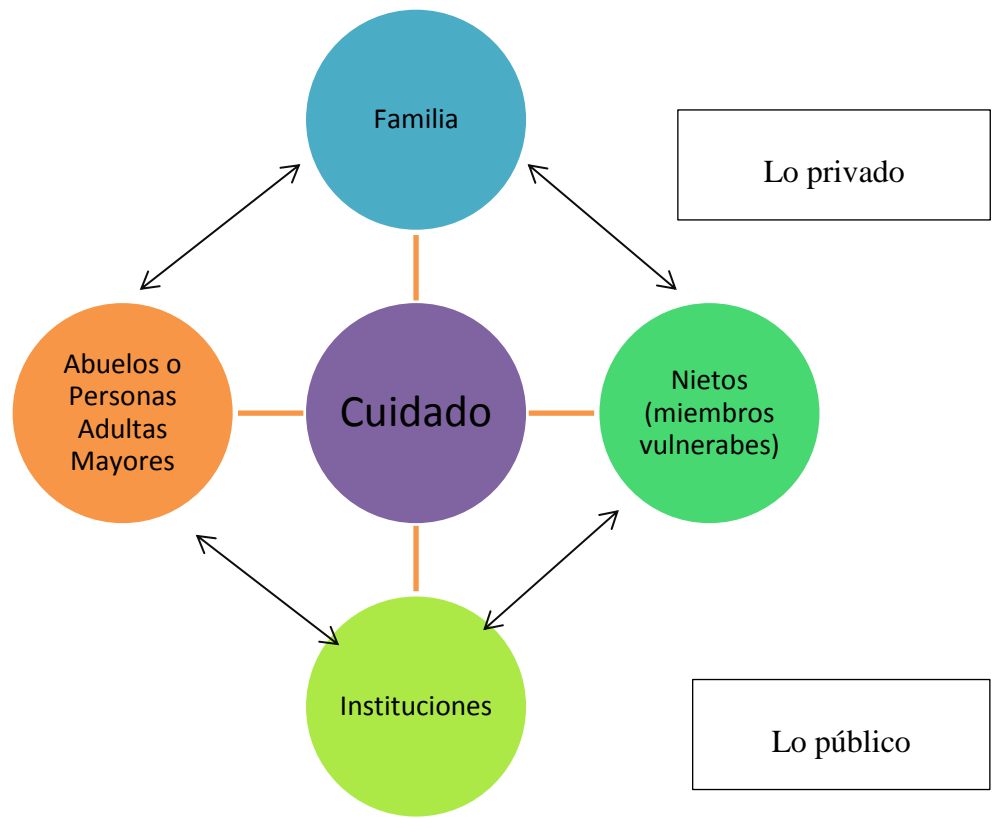 Familia
Lo privado
Abuelos o
Personas
Adultas
Mayores
Cuidado
Nietos
(miembros
vulnerabes)
Instituciones
Lo público